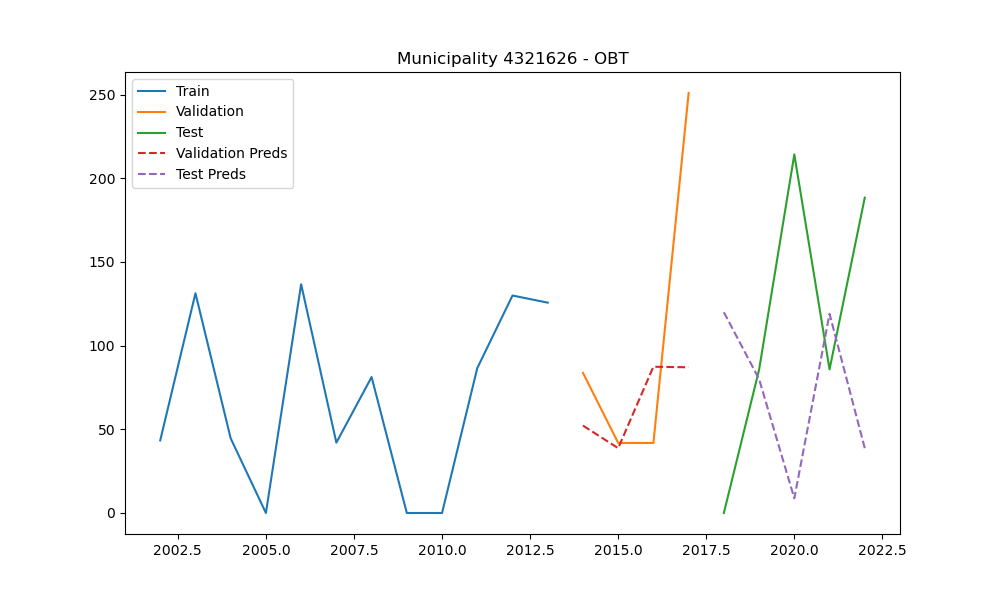 Municipality 4321626 - OBT
Train
Validation
Test
Validation Preds
Test Preds
250
200
150
100
50
0
2002.5 2005.0 2007.5 2010.0 2012.5 2015.0 2017.5 2020.0 2022.5